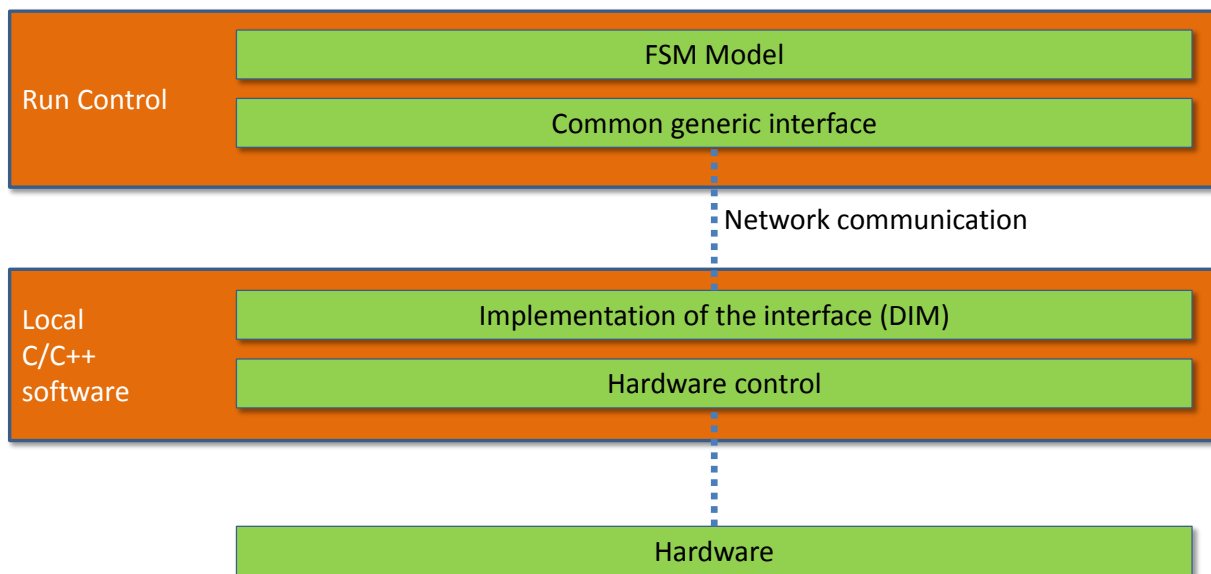 FSM Model
Run Control
Common generic interface
Network communication
Implementation of the interface (DIM)
Local
C/C++
software
Hardware control
Hardware